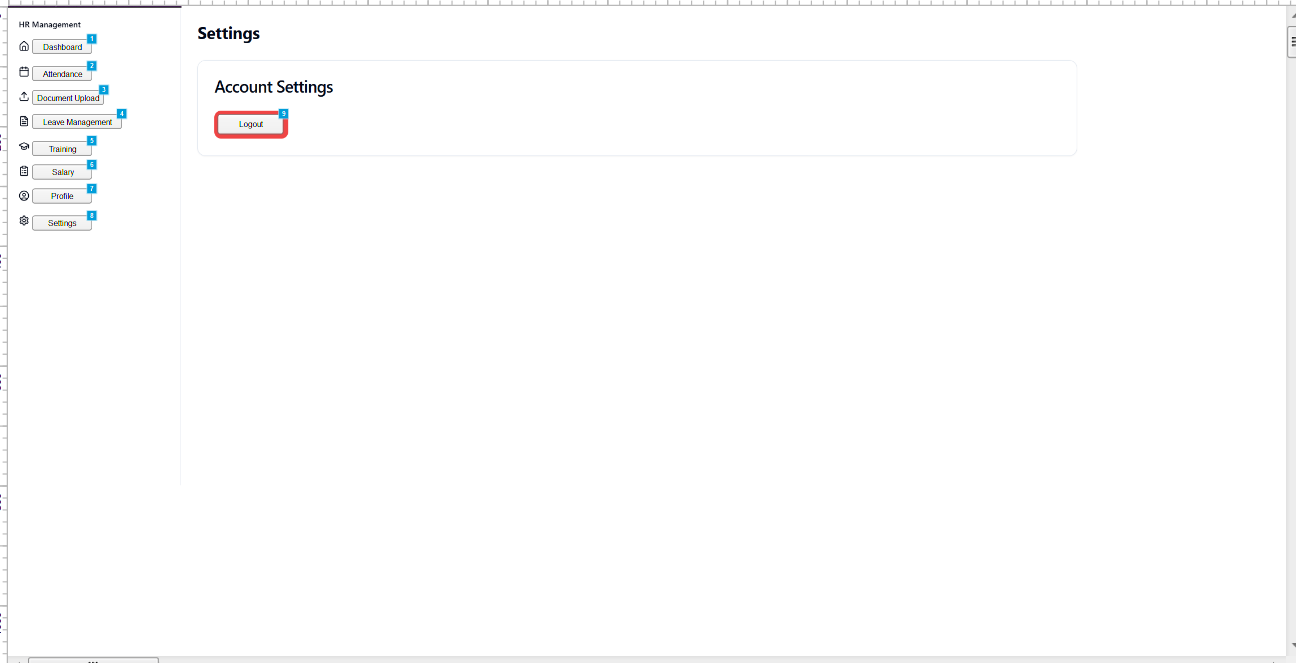 HR Management
Dashboard 1
Attendance 2
Document Upload 3
Leave Management 4
Training 5
Salary 6
Profile 7
Settings 8
Settings
Account Settings
Logout 9